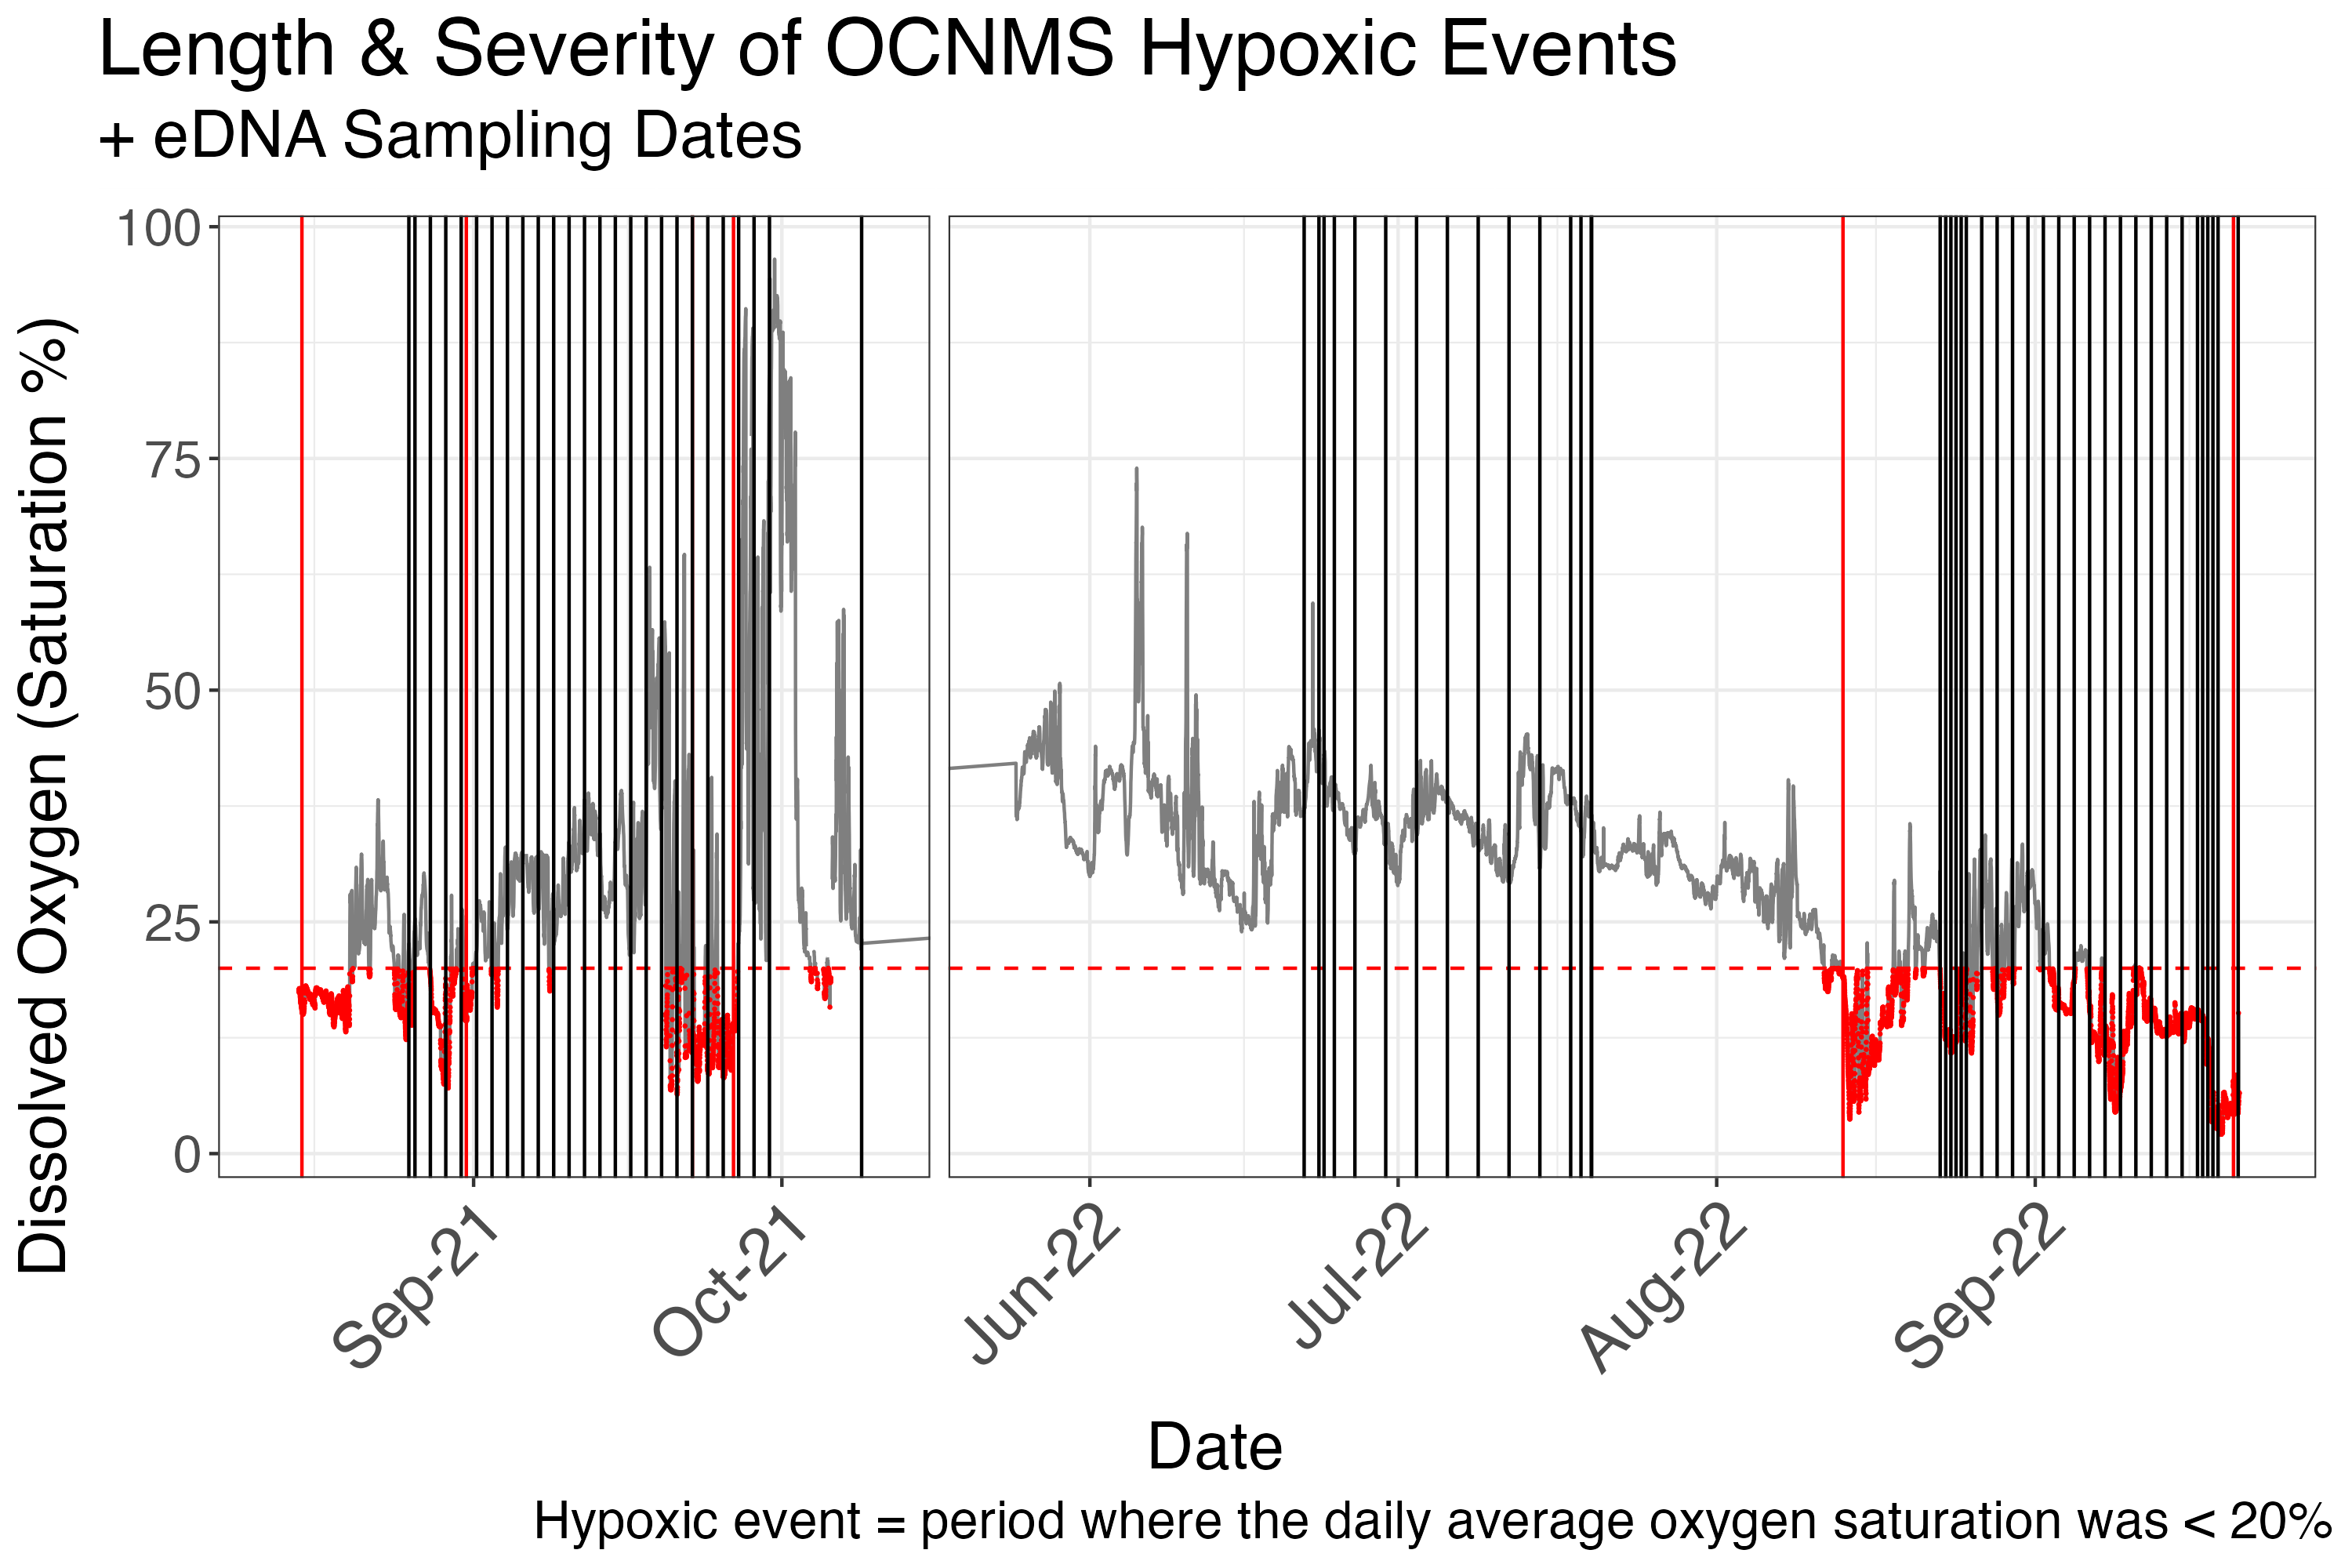 Length & Severity of OCNMS Hypoxic Events
+ eDNA Sampling Dates
Dissolved Oxygen (Saturation %)
100
75
50
25
0
Sep-21
Oct-21
Jun-22
Jul-22
Aug-22
Sep-22
Date
Hypoxic event = period where the daily average oxygen saturation was < 20%